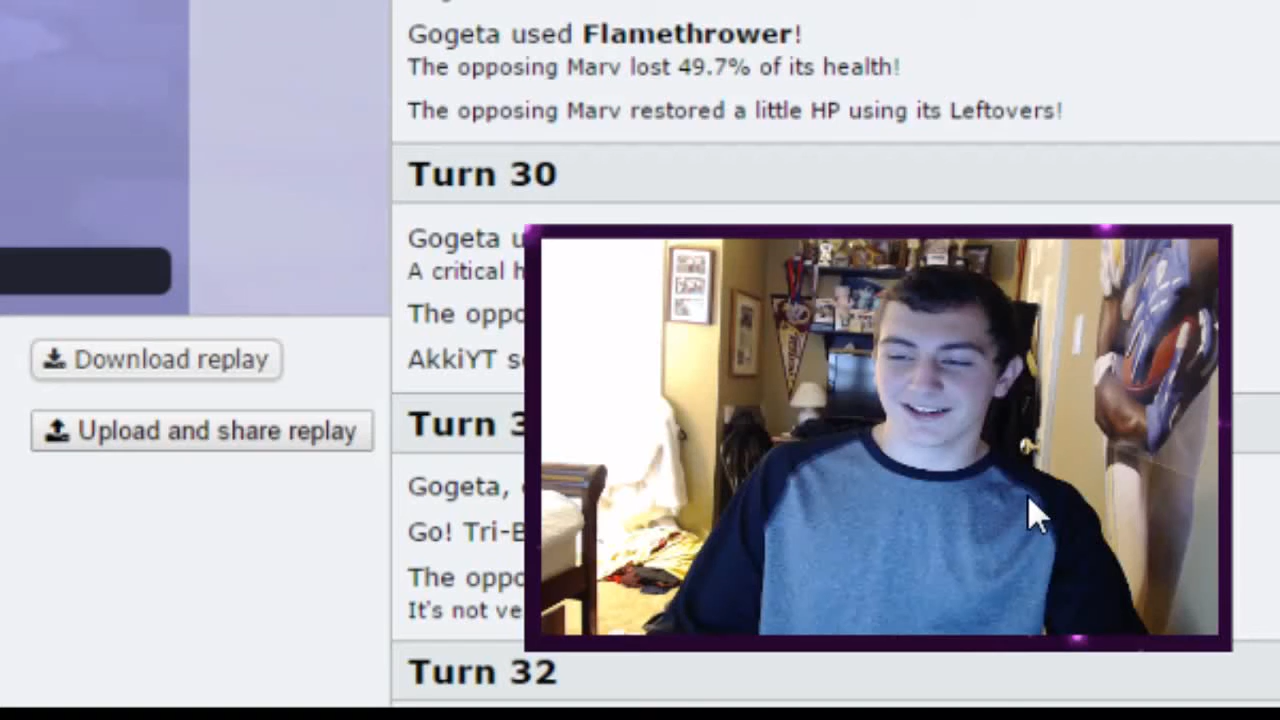 Gogeta used Flamethrower!
The opposing Marv lost 49.7% of its health!
The opposing Marv restored a little HP using its Leftovers!
Turn 30
Gogeta u
A critical h
The oppo
AkkiYT s
Download replay
Upload and share replay
Turn 3
Gogeta,
Go! Tri-B
The oppo
It's not ve
Turn 32